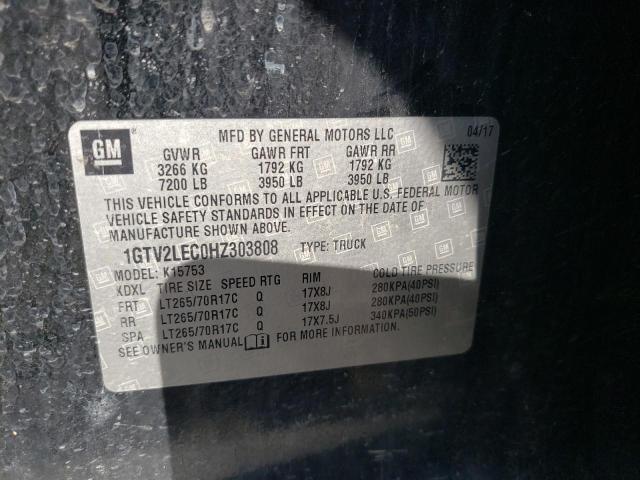 GM
MFD BY GENERAL MOTORS LLC 04/17
GVWR GAWR FRT GAWR RR
3266 KG 1792 KG 1792 KG
7200 LB 3950 LB 3950 LB
THIS VEHICLE CONFORMS TO ALL APPLICABLE U.S. FEDERAL MOTOR
VEHICLE SAFETY STANDARDS IN EFFECT ON THE DATE OF
MANUFACTURE SHOWN ABOVE.
1GTV2LEC0HZ303808 TYPE: TRUCK
MODEL: K15753
XDXL TIRE SIZE SPEED RTG RIM COLD TIRE PRESSURE
FRT LT265/70R17C Q 17X8J 280KPA(40PSI)
RR LT265/70R17C Q 17X8J 280KPA(40PSI)
SPA LT265/70R17C Q 17X7.5J 340KPA(50PSI)
SEE OWNER'S MANUAL FOR MORE INFORMATION.